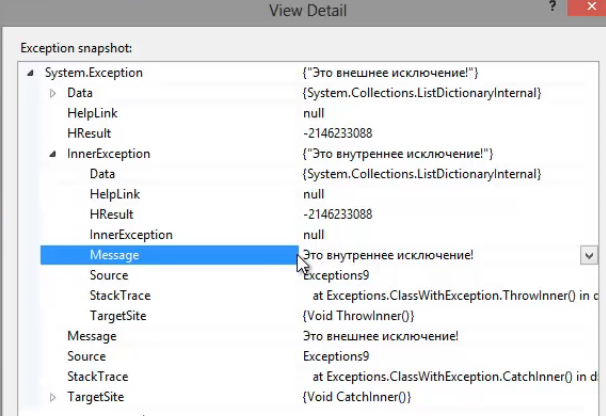 View Detail
?
Exception snapshot:
System.Exception {"Это внешнее исключение!"}
Data {System.Collections.ListDictionaryInternal}
HelpLink null
HResult -2146233088
InnerException {"Это внутреннее исключение!"}
Data {System.Collections.ListDictionaryInternal}
HelpLink null
HResult -2146233088
InnerException null
Message Это внутреннее исключение!
Source Exceptions9
StackTrace at Exceptions.ClassWithException.ThrowInner() in d
TargetSite {Void ThrowInner()}
Message Это внешнее исключение!
Source Exceptions9
StackTrace at Exceptions.ClassWithException.CatchInner() in d:
TargetSite {Void CatchInner()}